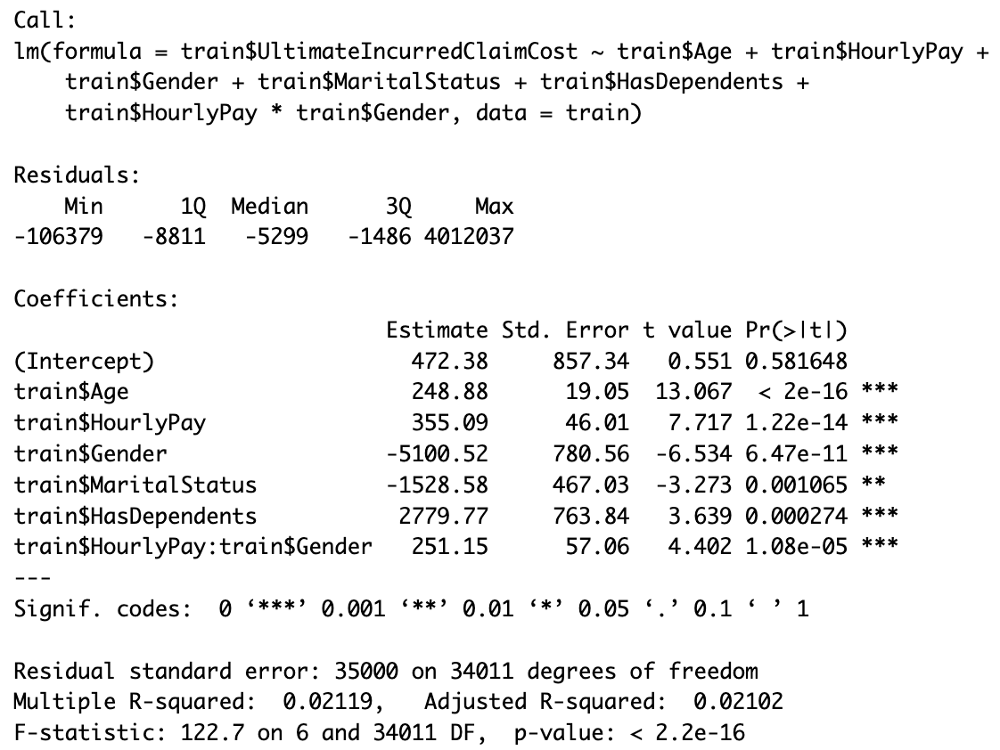 Call:
lm(formula = train$UltimateIncurredClaimCost ~ train$Age + train$HourlyPay +
    train$Gender + train$MaritalStatus + train$HasDependents +
    train$HourlyPay * train$Gender, data = train)
Residuals:
    Min      1Q  Median      3Q     Max
-106379   -8811   -5299   -1486 4012037
Coefficients:
                             Estimate Std. Error t value Pr(>|t|)
(Intercept)                    472.38     857.34   0.551 0.581648
train$Age                      248.88      19.05  13.067  < 2e-16 ***
train$HourlyPay                355.09      46.01   7.717 1.22e-14 ***
train$Gender                 -5100.52     780.56  -6.534 6.47e-11 ***
train$MaritalStatus          -1528.58     467.03  -3.273 0.001065 **
train$HasDependents           2779.77     763.84   3.639 0.000274 ***
train$HourlyPay:train$Gender   251.15      57.06   4.402 1.08e-05 ***
---
Signif. codes:  0 ‘***’ 0.001 ‘**’ 0.01 ‘*’ 0.05 ‘.’ 0.1 ‘ ’ 1
Residual standard error: 35000 on 34011 degrees of freedom
Multiple R-squared:  0.02119,   Adjusted R-squared:  0.02102
F-statistic: 122.7 on 6 and 34011 DF,  p-value: < 2.2e-16